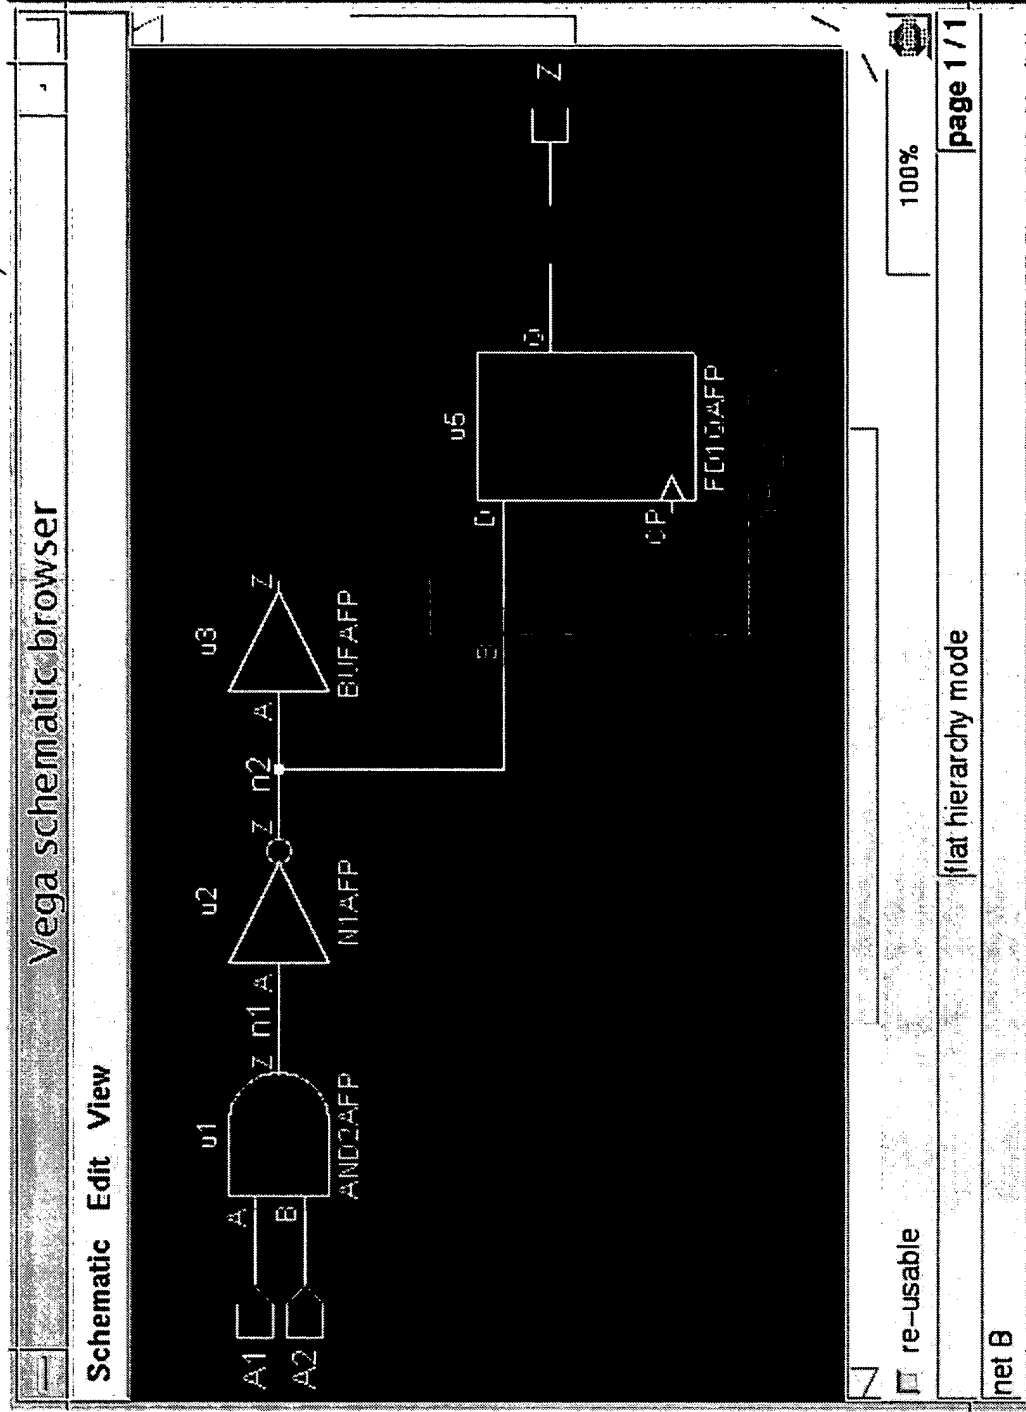 Vega schematic browser
Schematic Edit View
u1 u2 u3
A1 A Z n1 A Z n2 A Z
A2 B
AND2AFP N1AFP BUFAFP
u5
B D Q Z
CP
FD1QAFP
re-usable 100%
flat hierarchy mode page 1 / 1
net B